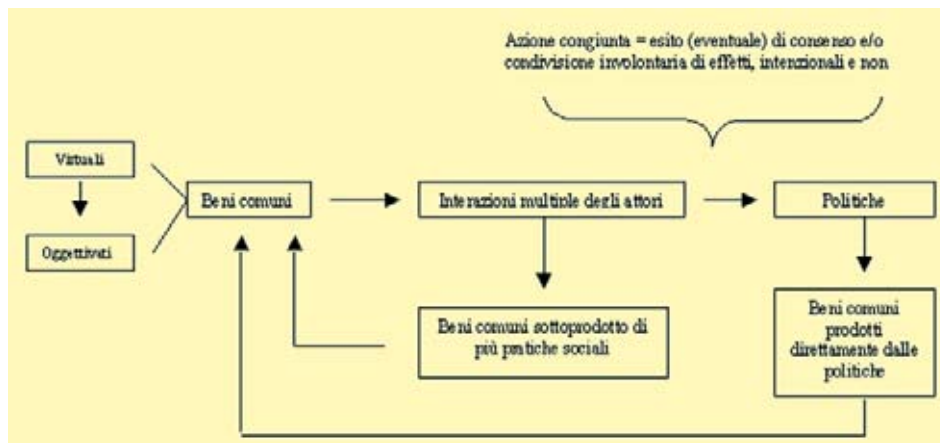 Azione congiunta = esito (eventuale) di consenso e/o
condivisione involontaria di effetti, intenzionali e non
Virtuali
Oggettivati
Beni comuni
Interazioni multiple degli attori
Politiche
Beni comuni sottoprodotto di
più pratiche sociali
Beni comuni
prodotti
direttamente dalle
politiche